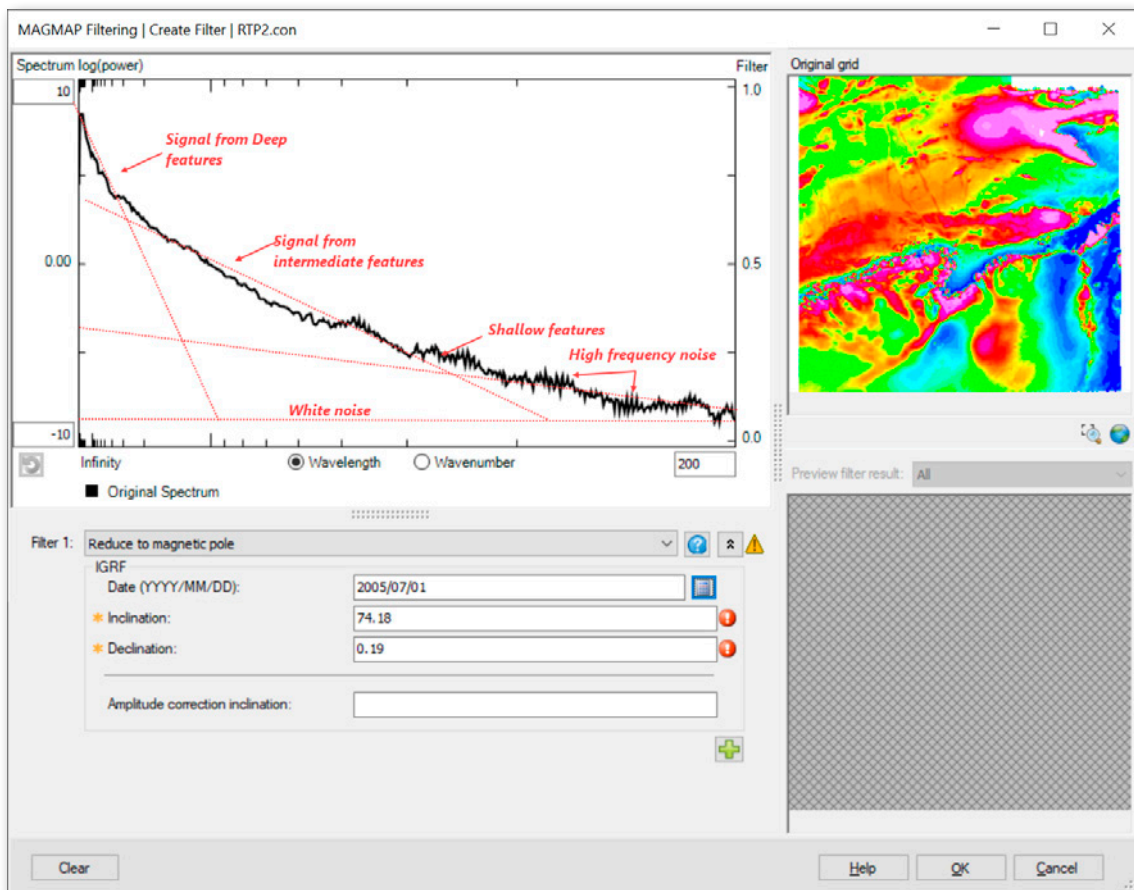 MAGMAP Filtering | Create Filter | RTP2.con
Spectrum log(power)
Filter
10
1.0
Signal from Deep
features
Signal from
intermediate features
0.00
0.5
Shallow features
High frequency noise
White noise
-10
0.0
Infinity
Wavelength
Wavenumber
200
Original Spectrum
Original grid
Preview filter result: All
Filter 1: Reduce to magnetic pole
IGRF
Date (YYYY/MM/DD): 2005/07/01
Inclination: 74.18
Declination: 0.19
Amplitude correction inclination:
Clear
Help
OK
Cancel